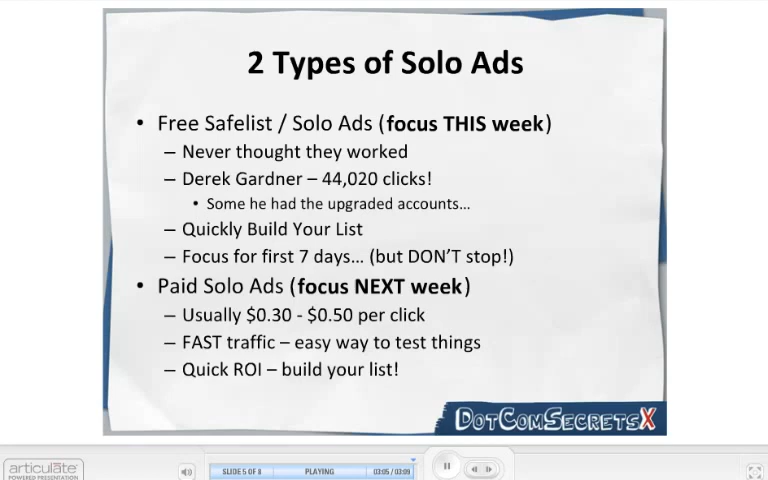 2 Types of Solo Ads
• Free Safelist / Solo Ads (focus THIS week)
– Never thought they worked
– Derek Gardner – 44,020 clicks!
• Some he had the upgraded accounts…
– Quickly Build Your List
– Focus for first 7 days… (but DON'T stop!)
• Paid Solo Ads (focus NEXT week)
– Usually $0.30 - $0.50 per click
– FAST traffic – easy way to test things
– Quick ROI – build your list!
DotComSecretsX
articulate
POWERED PRESENTATION
SLIDE 5 OF 8 PLAYING 03:05 / 03:09